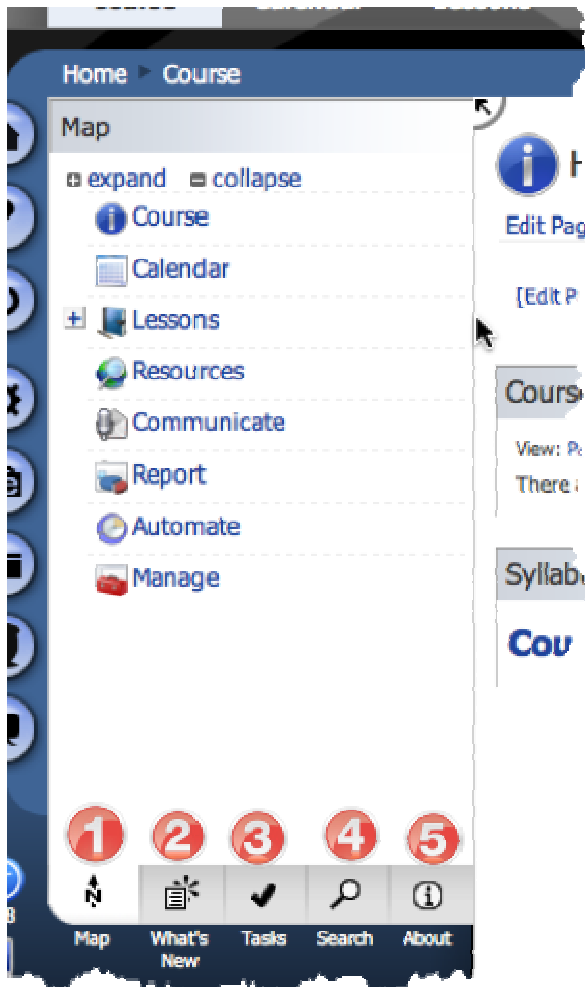 Home Course
Map
expand collapse
Course
Calendar
Lessons
Resources
Communicate
Report
Automate
Manage
1 2 3 4 5
N
Map What's New Tasks Search About
Edit Pag
[Edit P
Cours
View: Pa
There a
Syllab
Cou